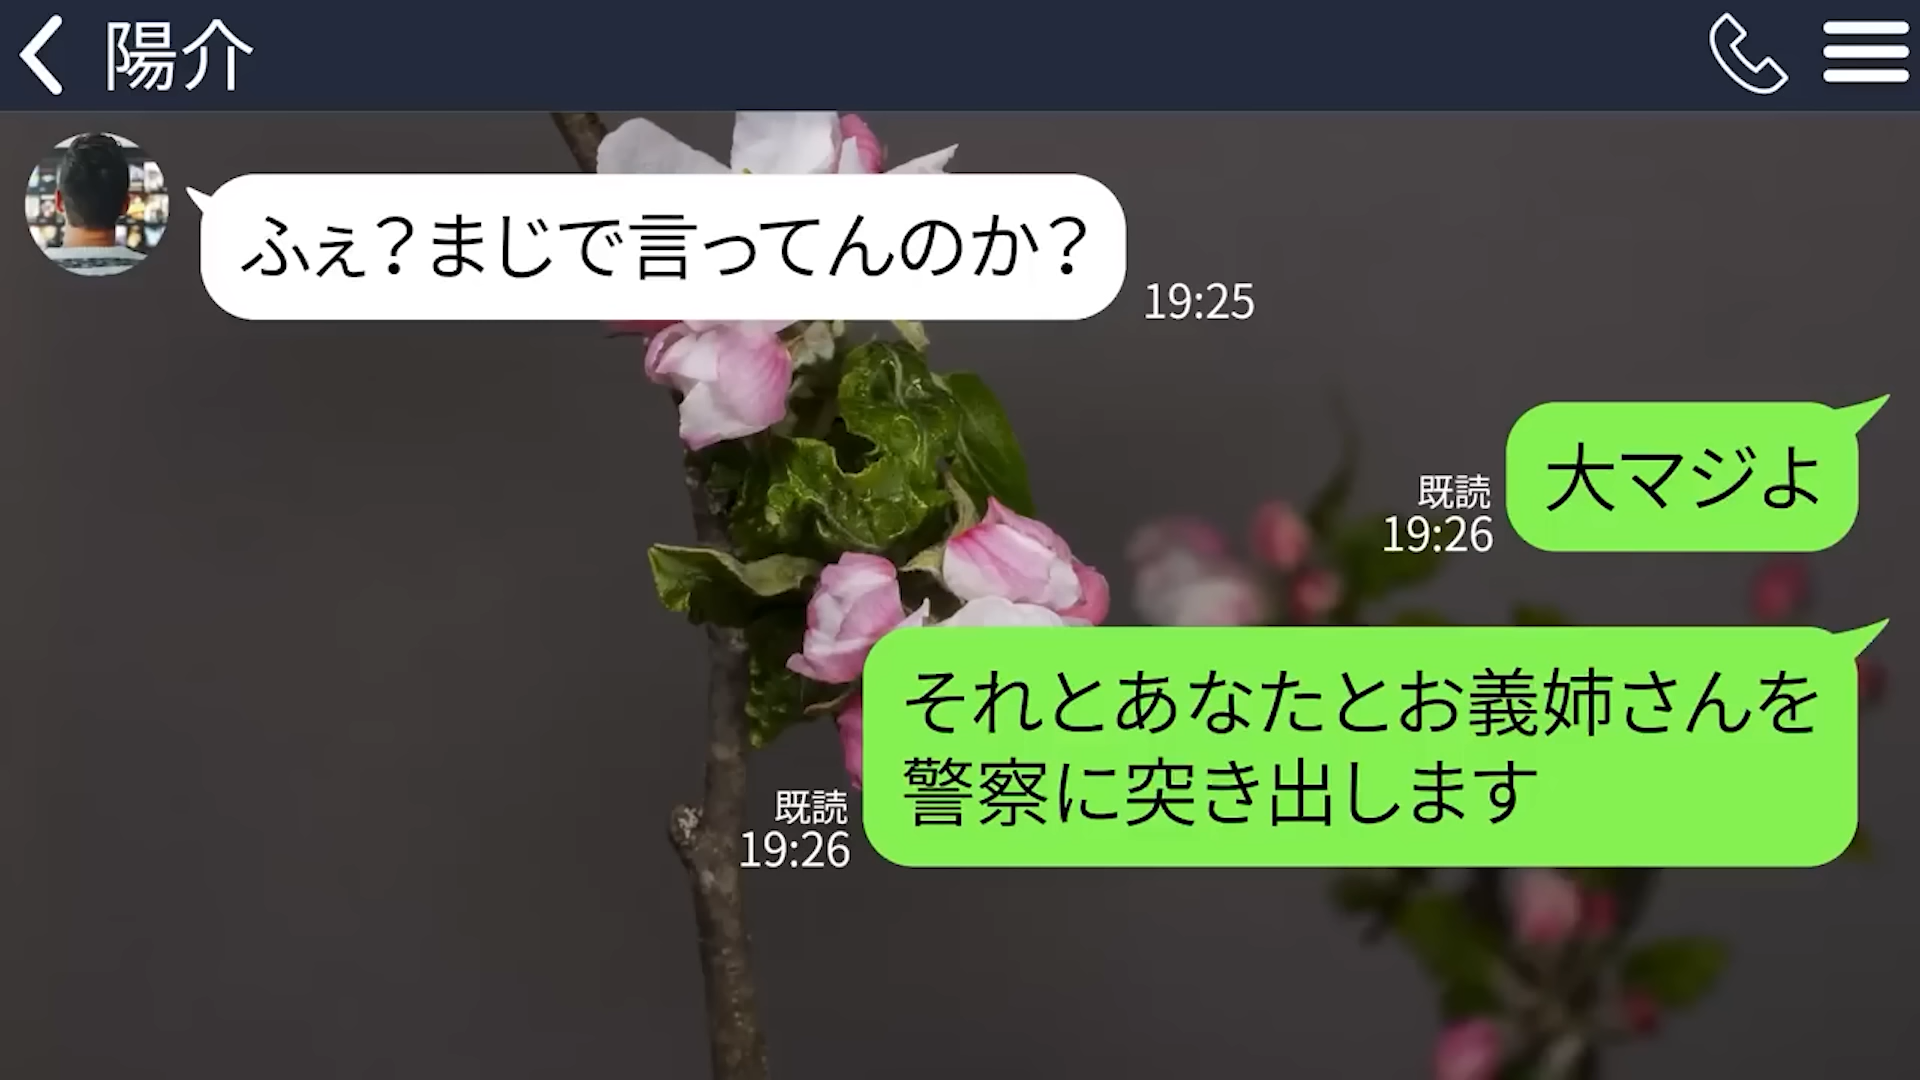 陽介
ふぇ？まじで言ってんのか？
19:25
大マジよ
既読
19:26
それとあなたとお義姉さんを
警察に突き出します
既読
19:26